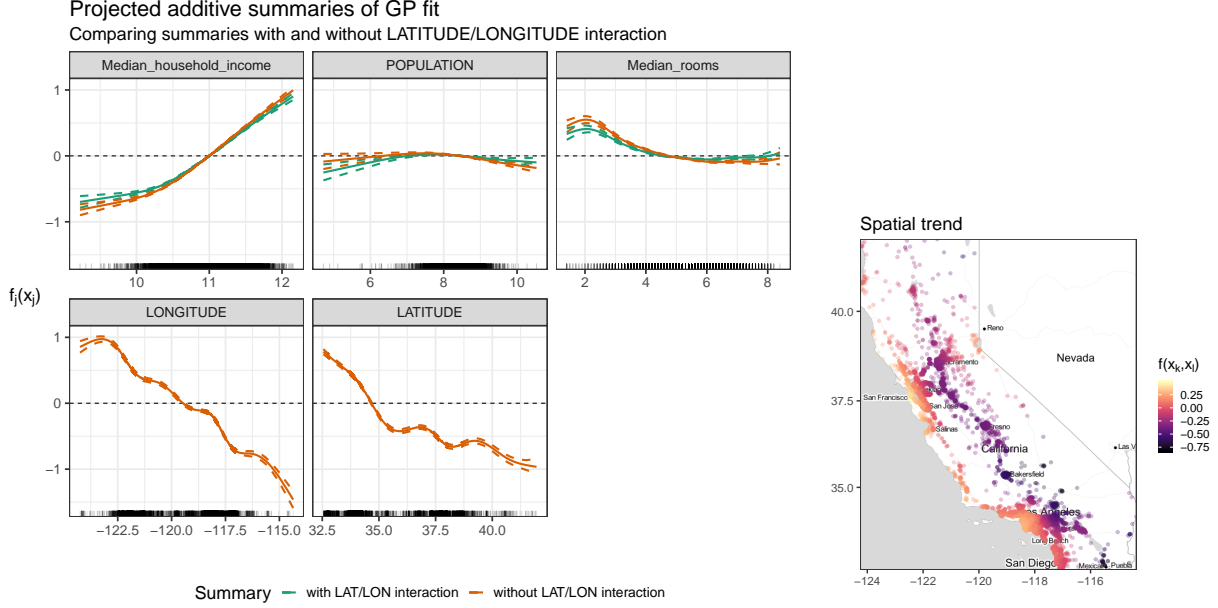 Projected additive summaries of GP fit
Comparing summaries with and without LATITUDE/LONGITUDE interaction
Median_household_income
POPULATION
Median_rooms
1
0
−1
10 11 12
6 8 10
2 4 6 8
fj(xj)
LONGITUDE
LATITUDE
1
0
−1
−122.5 −120.0 −117.5 −115.0
32.5 35.0 37.5 40.0
Summary
with LAT/LON interaction
without LAT/LON interaction
Spatial trend
40.0
37.5
35.0
Reno
Nevada
San Francisco
San Jose
Salinas
California
Bakersfield
Las V
Los Angeles
Long Beach
San Diego
Mexicali
Puebla
−124 −122 −120 −118 −116
f(xk,xl)
0.25
0.00
−0.25
−0.50
−0.75